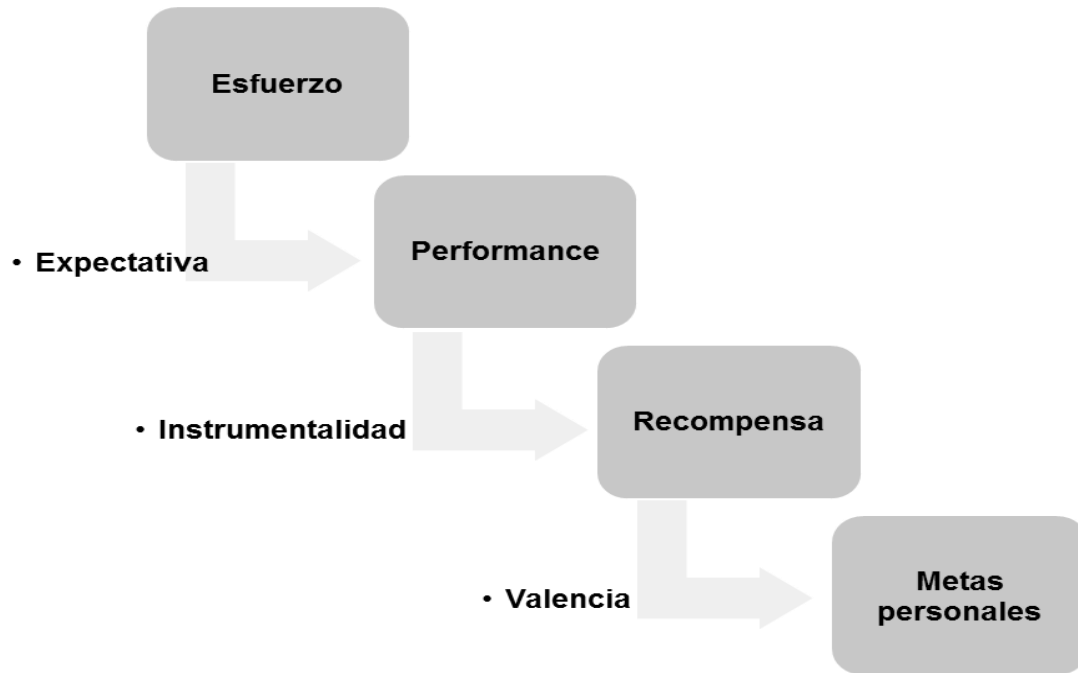 Esfuerzo
• Expectativa
Performance
• Instrumentalidad
Recompensa
• Valencia
Metas
personales